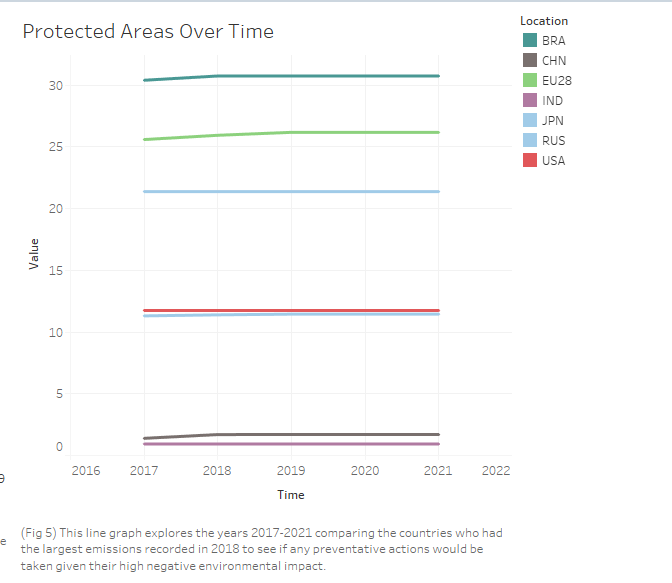 Protected Areas Over Time
Location
BRA
CHN
EU28
IND
JPN
RUS
USA
30
25
20
15
10
5
0
Value
2016 2017 2018 2019 2020 2021 2022
Time
9
e
(Fig 5) This line graph explores the years 2017-2021 comparing the countries who had
the largest emissions recorded in 2018 to see if any preventative actions would be
taken given their high negative environmental impact.